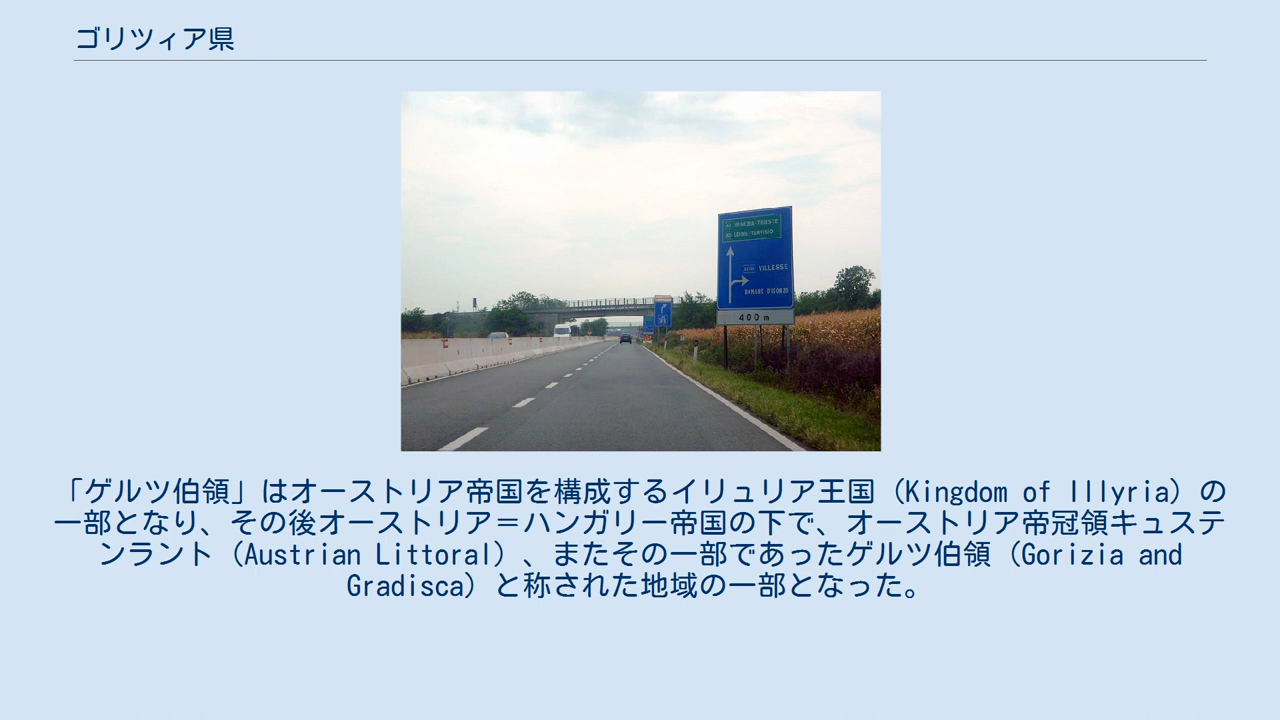 ゴリツィア県
VENEZIA-TRIESTE
UDINE TARVISIO
VILLESSE
400 m
「ゲルツ伯領」はオーストリア帝国を構成するイリュリア王国（Kingdom of Illyria）の
一部となり、その後オーストリア＝ハンガリー帝国の下で、オーストリア帝冠領キュステ
ンラント（Austrian Littoral）、またその一部であったゲルツ伯領（Gorizia and
Gradisca）と称された地域の一部となった。